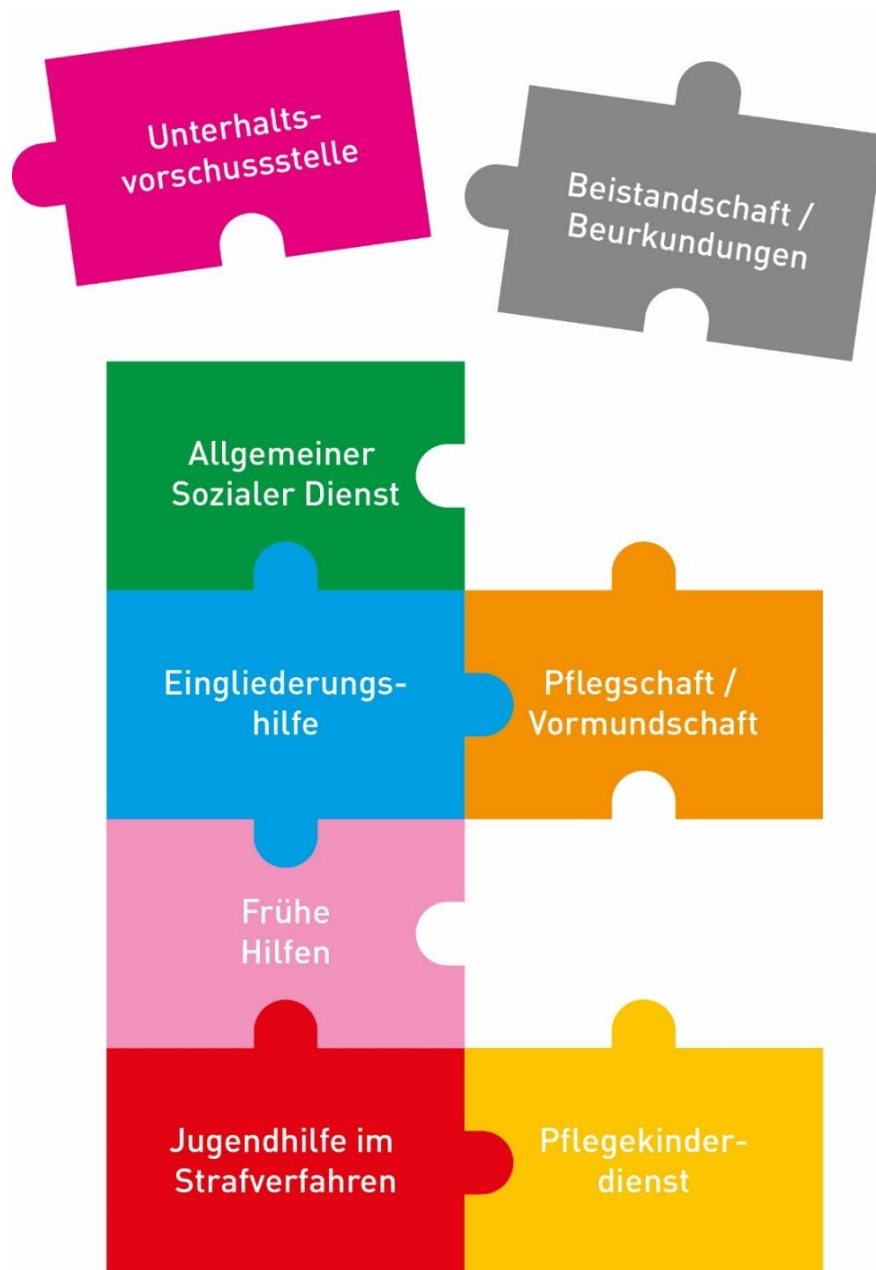 Unterhalts-
vorschussstelle
Beistandschaft /
Beurkundungen
Allgemeiner
Sozialer Dienst
Eingliederungs-
hilfe
Pflegschaft /
Vormundschaft
Frühe
Hilfen
Jugendhilfe im
Strafverfahren
Pflegekinder-
dienst